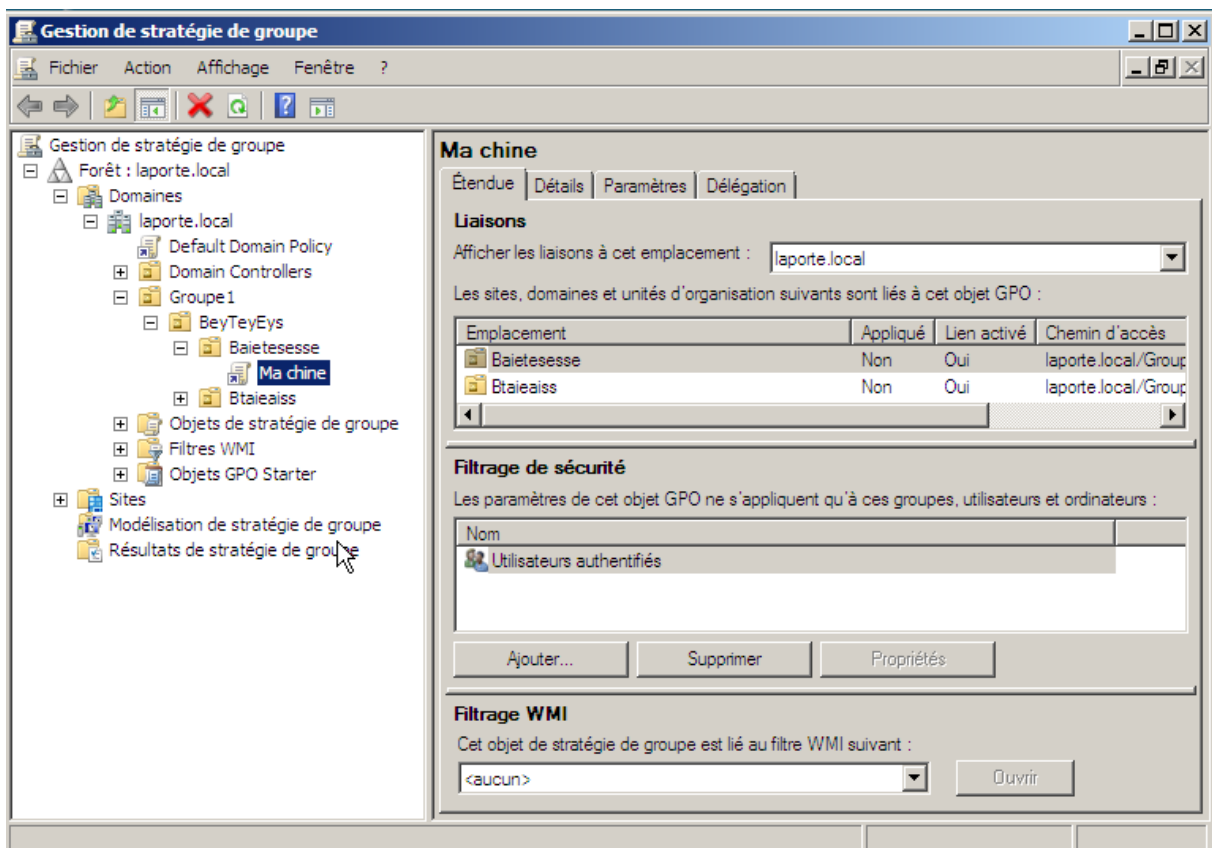 Gestion de stratégie de groupe
Fichier Action Affichage Fenêtre ?
Gestion de stratégie de groupe
Forêt : laporte.local
Domaines
laporte.local
Default Domain Policy
Domain Controllers
Groupe1
BeyTeyEys
Baietesesse
Ma chine
Btaieaiss
Objets de stratégie de groupe
Filtres WMI
Objets GPO Starter
Sites
Modélisation de stratégie de groupe
Résultats de stratégie de groupe
Ma chine
Étendue Détails Paramètres Délégation
Liaisons
Afficher les liaisons à cet emplacement : laporte.local
Les sites, domaines et unités d'organisation suivants sont liés à cet objet GPO :
Emplacement Appliqué Lien activé Chemin d'accès
Baietesesse Non Oui laporte.local/Group
Btaieaiss Non Oui laporte.local/Group
Filtrage de sécurité
Les paramètres de cet objet GPO ne s'appliquent qu'à ces groupes, utilisateurs et ordinateurs :
Nom
Utilisateurs authentifiés
Ajouter... Supprimer Propriétés
Filtrage WMI
Cet objet de stratégie de groupe est lié au filtre WMI suivant :
<aucun> Ouvrir